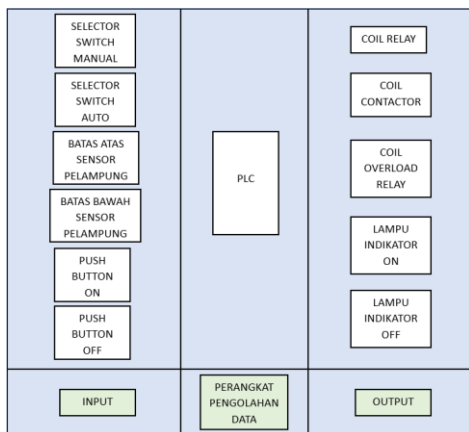 SELECTOR
SWITCH
MANUAL
SELECTOR
SWITCH
AUTO
BATAS ATAS
SENSOR
PELAMPUNG
BATAS BAWAH
SENSOR
PELAMPUNG
PUSH
BUTTON
ON
PUSH
BUTTON
OFF
INPUT
PLC
PERANGKAT
PENGOLAHAN
DATA
COIL RELAY
COIL
CONTACTOR
COIL
OVERLOAD
RELAY
LAMPU
INDIKATOR
ON
LAMPU
INDIKATOR
OFF
OUTPUT